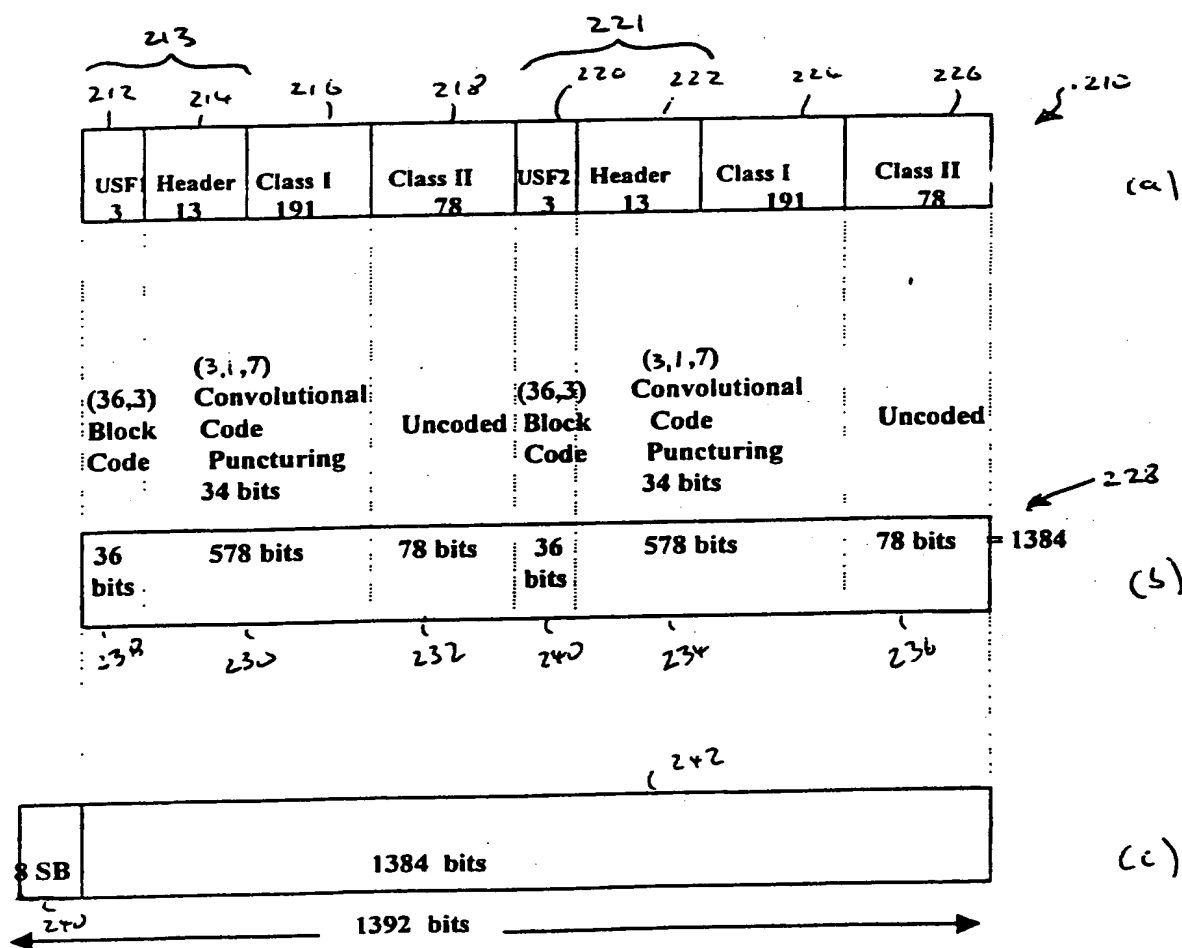 213 221
212 214 216 218 220 222 224 226
210
USF1 Header Class I Class II USF2 Header Class I Class II
3 13 191 78 3 13 191 78
(a)
(36,3) Block Code
(3,1,7) Convolutional Code Puncturing 34 bits
Uncoded
(36,3) Block Code
(3,1,7) Convolutional Code Puncturing 34 bits
Uncoded
228
36 bits 578 bits 78 bits 36 bits 578 bits 78 bits = 1384
(b)
238 230 232 240 234 236
242
8 SB 1384 bits
(c)
240
1392 bits